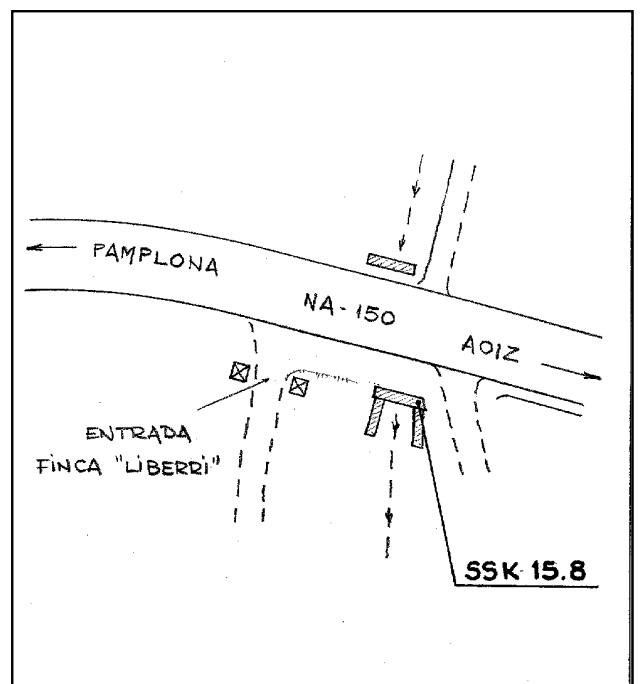 PAMPLONA
NA-150
AOIZ
ENTRADA
FINCA "LIBERRI"
SSK 15.8